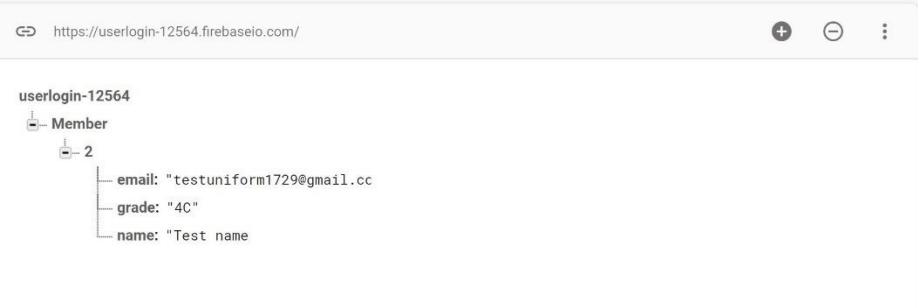 https://userlogin-12564.firebaseio.com/
userlogin-12564
Member
2
email: "testuniform1729@gmail.cc
grade: "4C"
name: "Test name